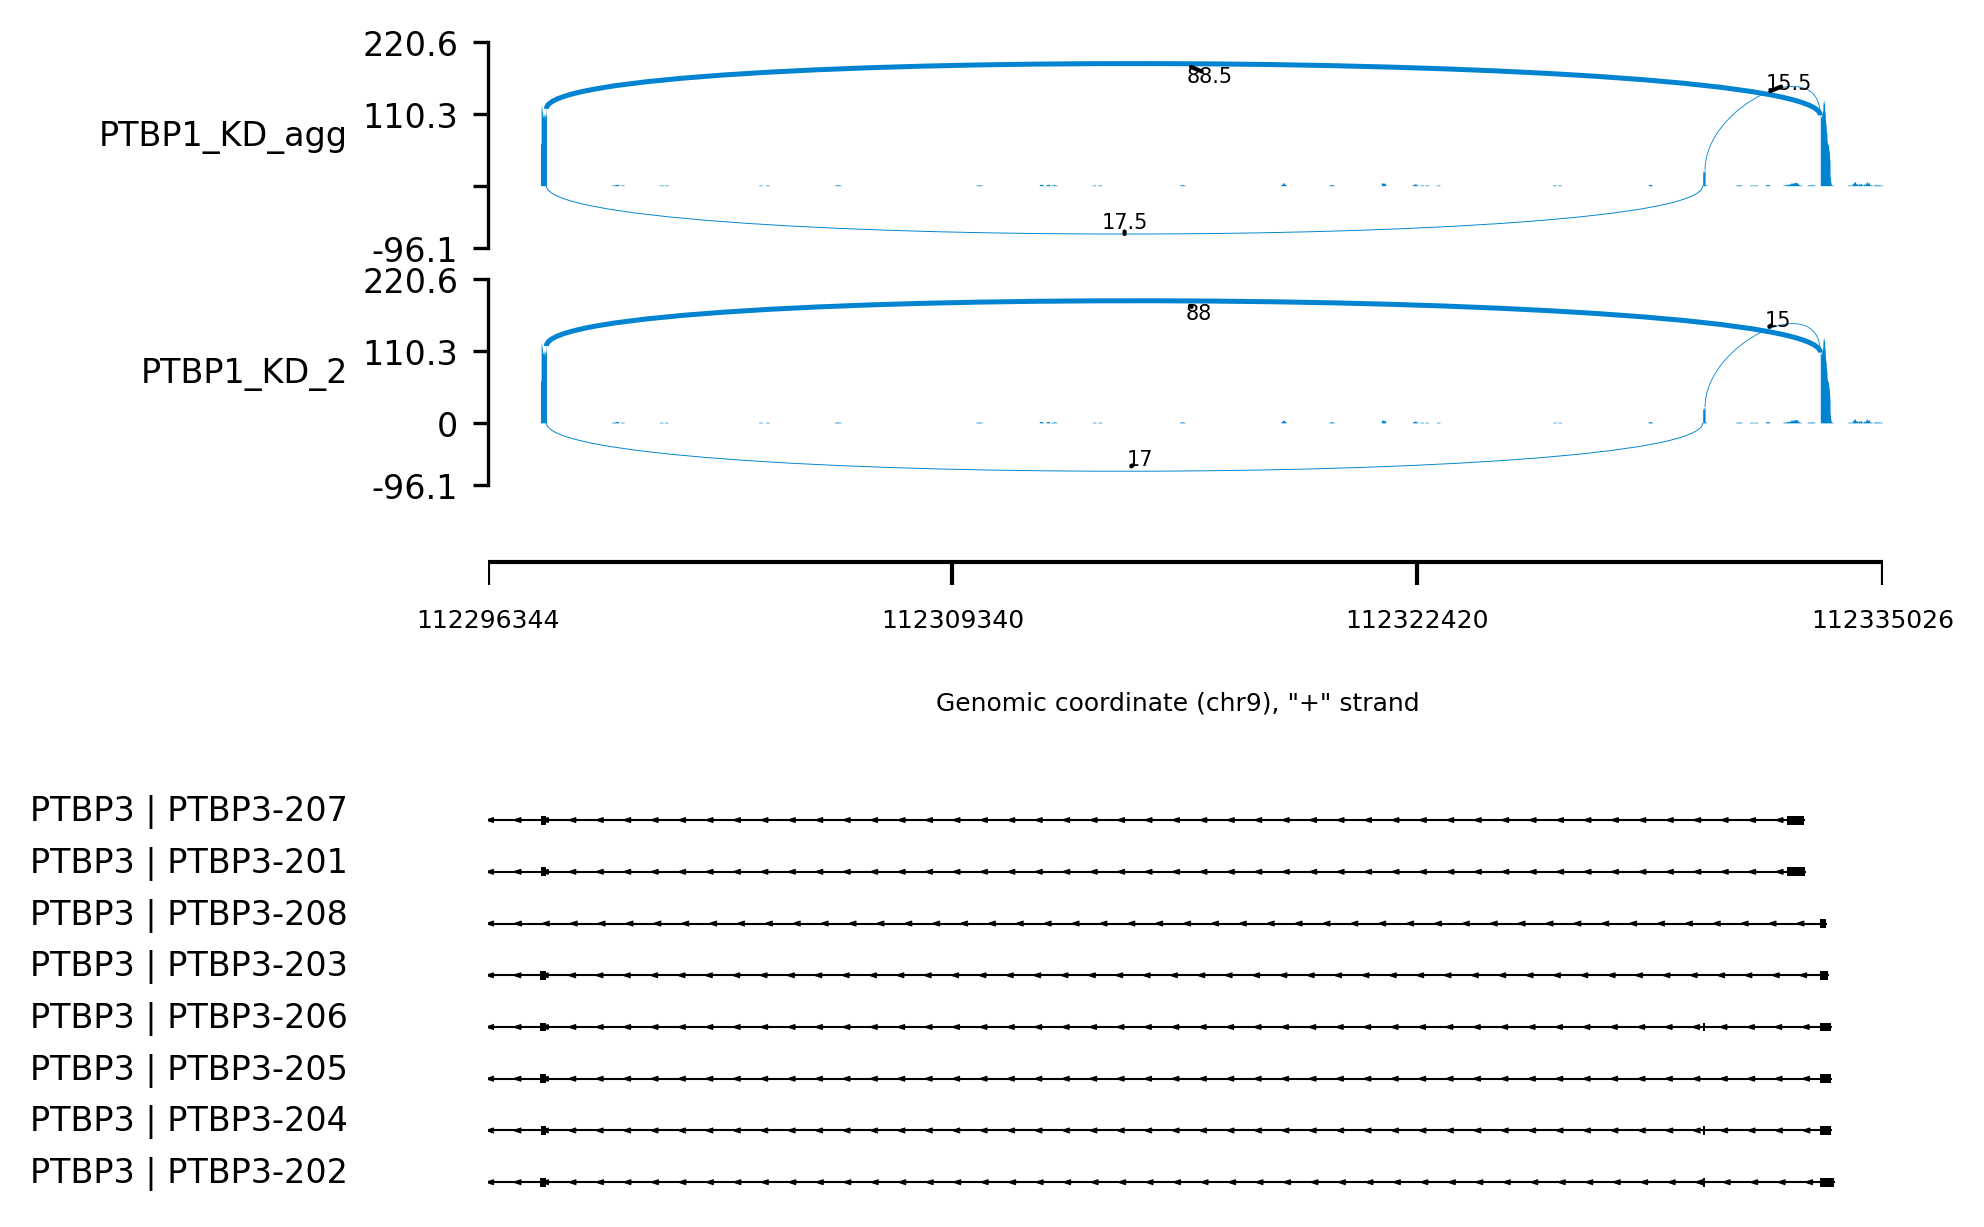 220.6
88.5
15.5
110.3
PTBP1_KD_agg
17.5
-96.1
220.6
88
15
110.3
PTBP1_KD_2
0
17
-96.1
112296344 112309340 112322420 112335026
Genomic coordinate (chr9), "+" strand
PTBP3 | PTBP3-207
PTBP3 | PTBP3-201
PTBP3 | PTBP3-208
PTBP3 | PTBP3-203
PTBP3 | PTBP3-206
PTBP3 | PTBP3-205
PTBP3 | PTBP3-204
PTBP3 | PTBP3-202